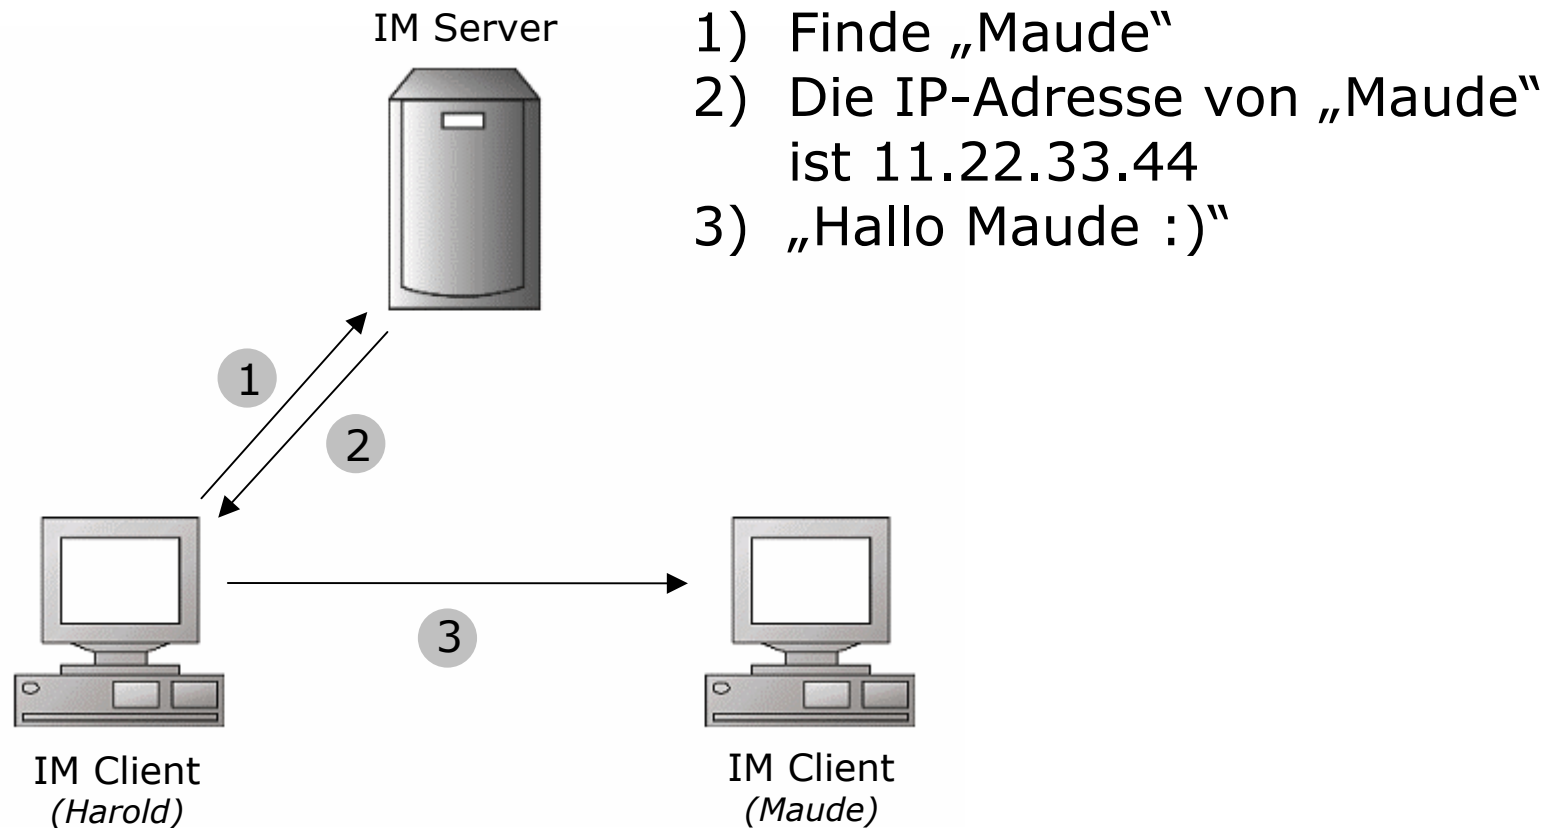 IM Server
1) Finde „Maude“
2) Die IP-Adresse von „Maude“
ist 11.22.33.44
3) „Hallo Maude :)“
1
2
3
IM Client
(Harold)
IM Client
(Maude)